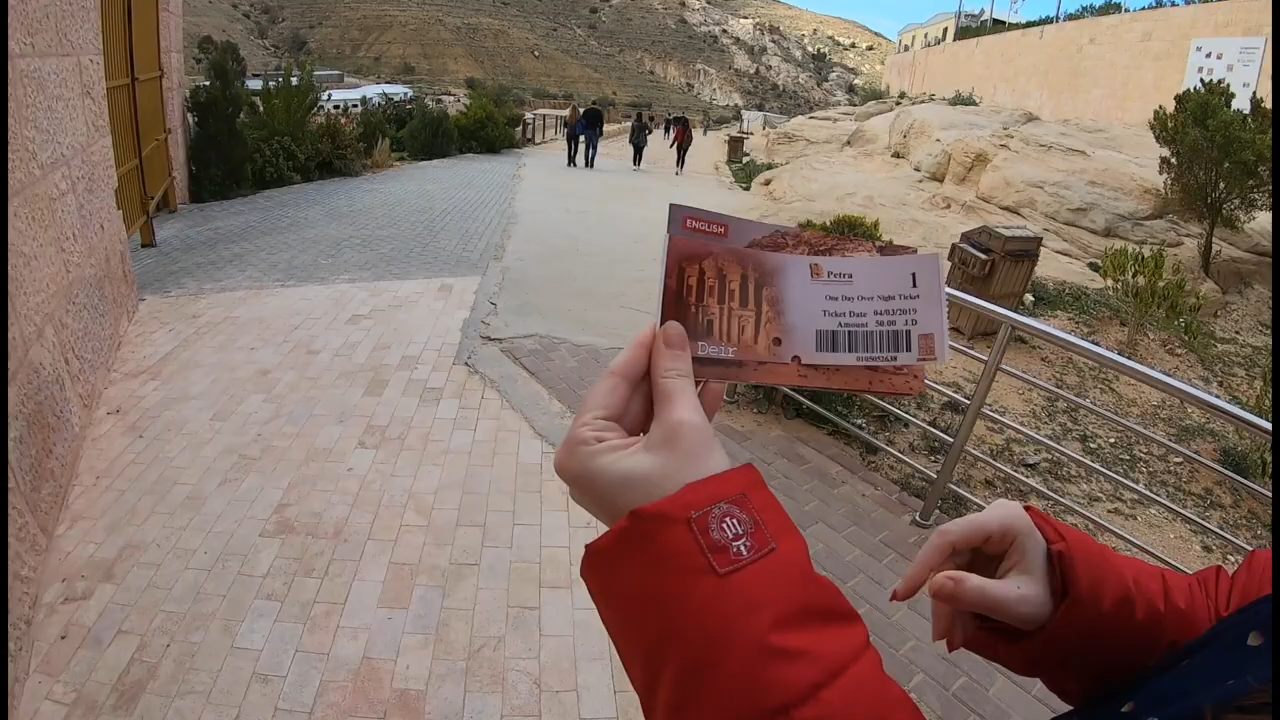 ENGLISH
Petra
1
One Day Over Night Ticket
Ticket Date 04/03/2019
Amount 50.00 J.D
0105052638
Deir